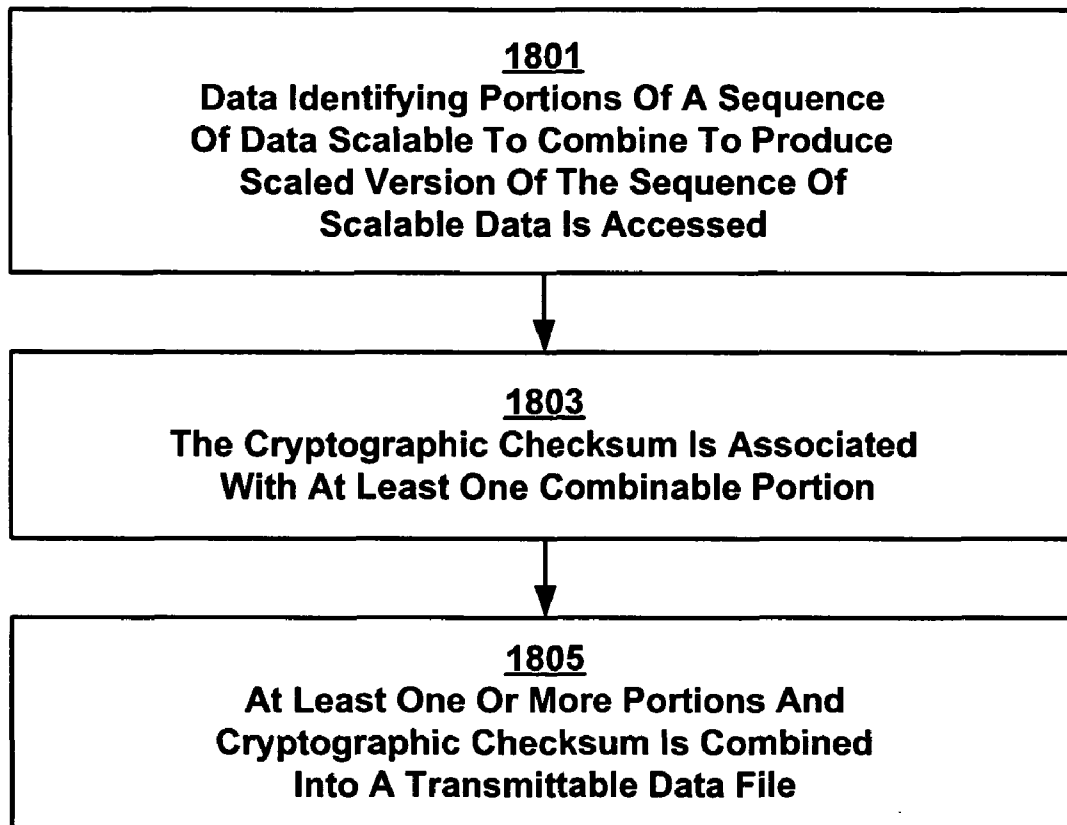 1801
Data Identifying Portions Of A Sequence
Of Data Scalable To Combine To Produce
Scaled Version Of The Sequence Of
Scalable Data Is Accessed
1803
The Cryptographic Checksum Is Associated
With At Least One Combinable Portion
1805
At Least One Or More Portions And
Cryptographic Checksum Is Combined
Into A Transmittable Data File